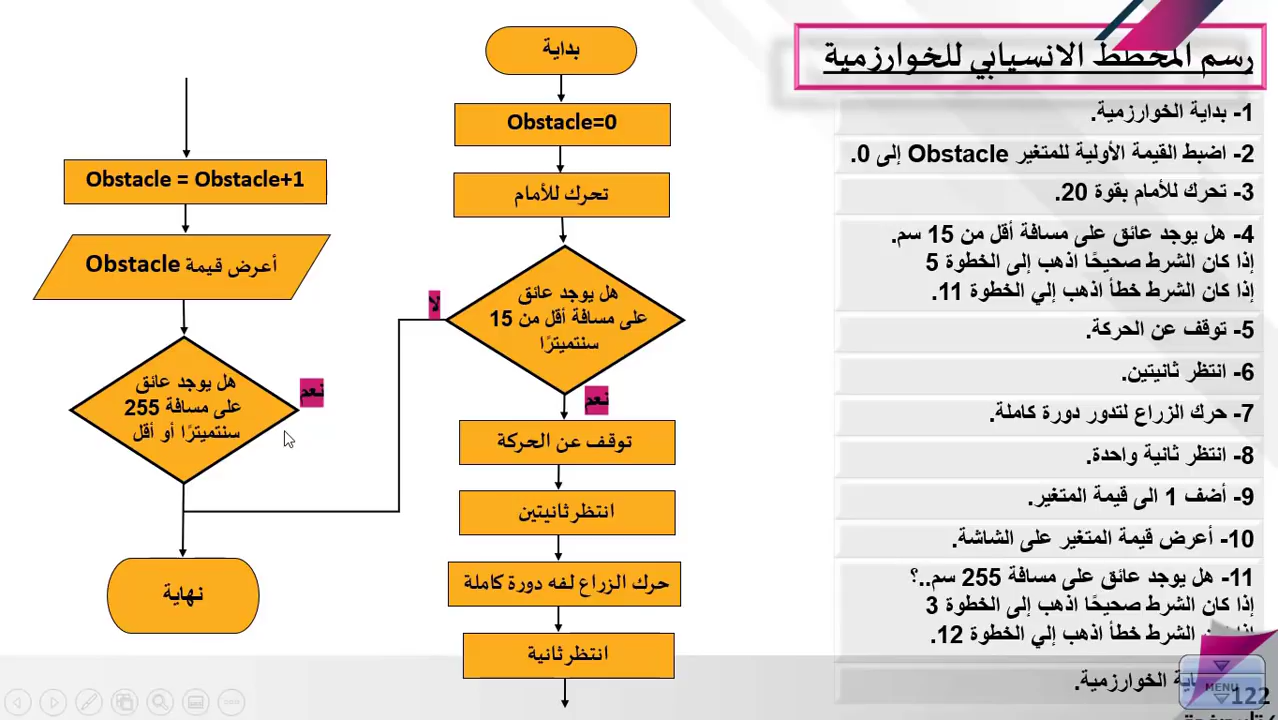 رسم المخطط الانسيابي للخوارزمية
1- بداية الخوارزمية.
2- اضبط القيمة الأولية للمتغير Obstacle إلى 0.
3- تحرك للأمام بقوة 20.
4- هل يوجد عائق على مسافة أقل من 15 سم.
إذا كان الشرط صحيحًا اذهب إلى الخطوة 5
إذا كان الشرط خطأ اذهب إلي الخطوة 11.
5- توقف عن الحركة.
6- انتظر ثانيتين.
7- حرك الزراع لتدور دورة كاملة.
8- انتظر ثانية واحدة.
9- أضف 1 الى قيمة المتغير.
10- أعرض قيمة المتغير على الشاشة.
11- هل يوجد عائق على مسافة 255 سم..؟
إذا كان الشرط صحيحًا اذهب إلى الخطوة 3
الشرط خطأ اذهب إلي الخطوة 12.
الخوارزمية.
MENU
122
بداية
Obstacle=0
تحرك للأمام
هل يوجد عائق
على مسافة أقل من 15
سنتميترًا
لا
نعم
توقف عن الحركة
انتظر ثانيتين
حرك الزراع لفه دورة كاملة
انتظر ثانية
Obstacle = Obstacle+1
أعرض قيمة Obstacle
هل يوجد عائق
على مسافة 255
سنتميترًا أو أقل
نعم
نهاية